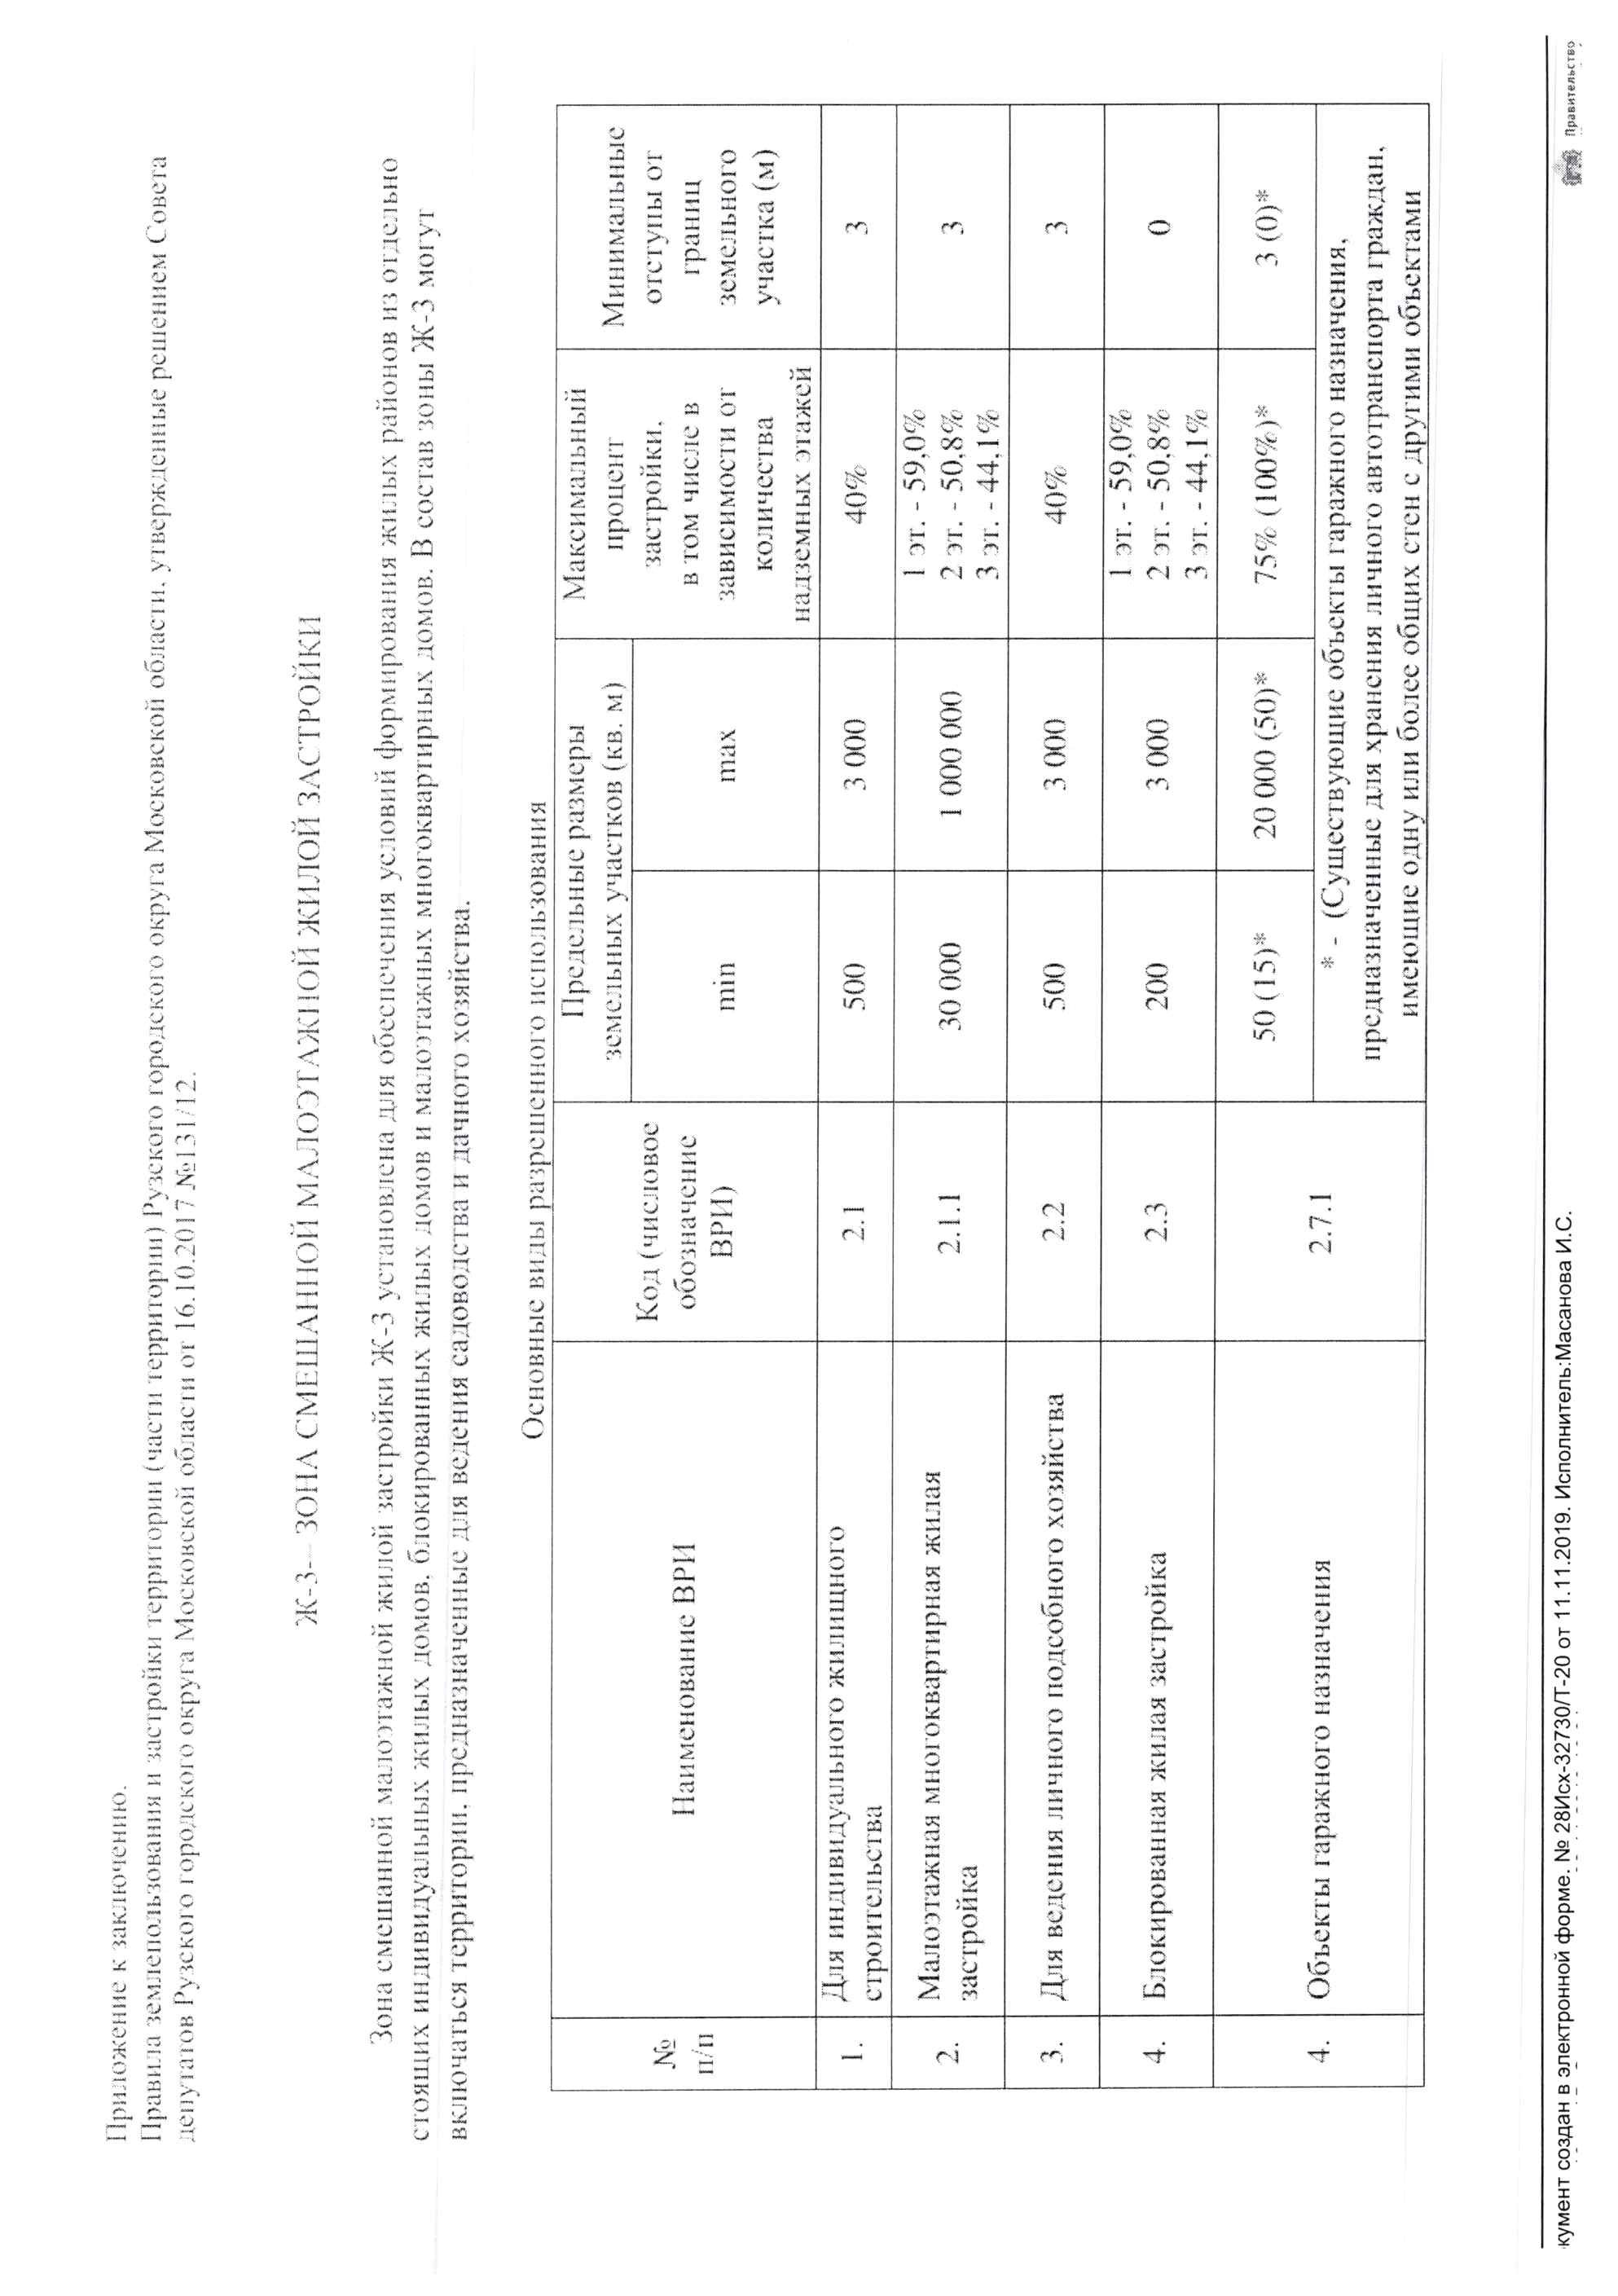 Приложение к заключению.
Правила землепользования и застройки территории (части территории) Рузского городского округа Московской области, утвержденные решением Совета
депутатов Рузского городского округа Московской области от 16.10.2017 №131/12.
Ж-3– ЗОНА СМЕШАННОЙ МАЛОЭТАЖНОЙ ЖИЛОЙ ЗАСТРОЙКИ
Зона смешанной малоэтажной жилой застройки Ж-3 установлена для обеспечения условий формирования жилых районов из отдельно
стоящих индивидуальных жилых домов, блокированных жилых домов и малоэтажных многоквартирных домов. В состав зоны Ж-3 могут
включаться территории, предназначенные для ведения садоводства и дачного хозяйства.
Основные виды разрешенного использования
№
п/п
Наименование ВРИ
Код (числовое
обозначение
ВРИ)
Предельные размеры
земельных участков (кв. м)
min
max
Максимальный
процент
застройки,
в том числе в
зависимости от
количества
надземных этажей
Минимальные
отступы от
границ
земельного
участка (м)
1.
Для индивидуального жилищного
строительства
2.1
500
3 000
40%
3
2.
Малоэтажная многоквартирная жилая
застройка
2.1.1
30 000
1 000 000
1 эт. - 59,0%
2 эт. - 50,8%
3 эт. - 44,1%
3
3.
Для ведения личного подсобного хозяйства
2.2
500
3 000
40%
3
4.
Блокированная жилая застройка
2.3
200
3 000
1 эт. - 59,0%
2 эт. - 50,8%
3 эт. - 44,1%
0
4.
Объекты гаражного назначения
2.7.1
50 (15)*
20 000 (50)*
75% (100%)*
3 (0)*
* - (Существующие объекты гаражного назначения,
предназначенные для хранения личного автотранспорта граждан,
имеющие одну или более общих стен с другими объектами
кумент создан в электронной форме. № 28Исх-32730/Т-20 от 11.11.2019. Исполнитель:Масанова И.С.
Правительство